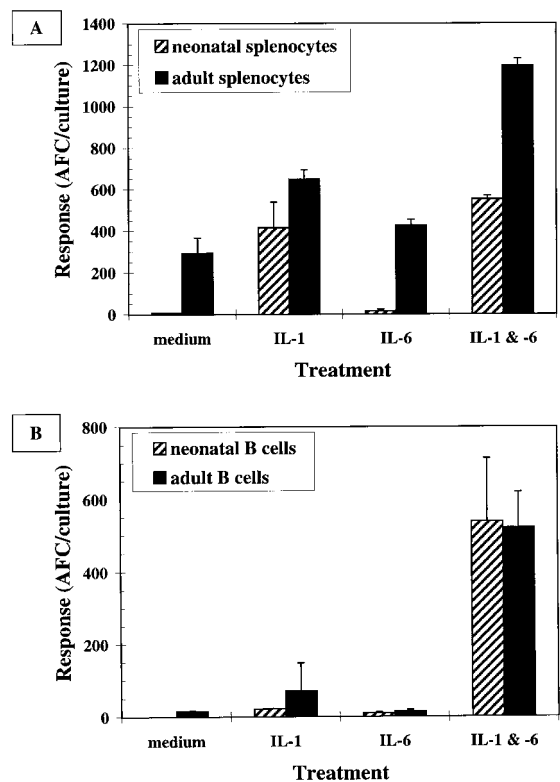 A
neonatal splenocytes
adult splenocytes
Response (AFC/culture)
1400
1200
1000
800
600
400
200
0
medium IL-1 IL-6 IL-1 & -6
Treatment
B
neonatal B cells
adult B cells
Response (AFC/culture)
800
600
400
200
0
medium IL-1 IL-6 IL-1 & -6
Treatment